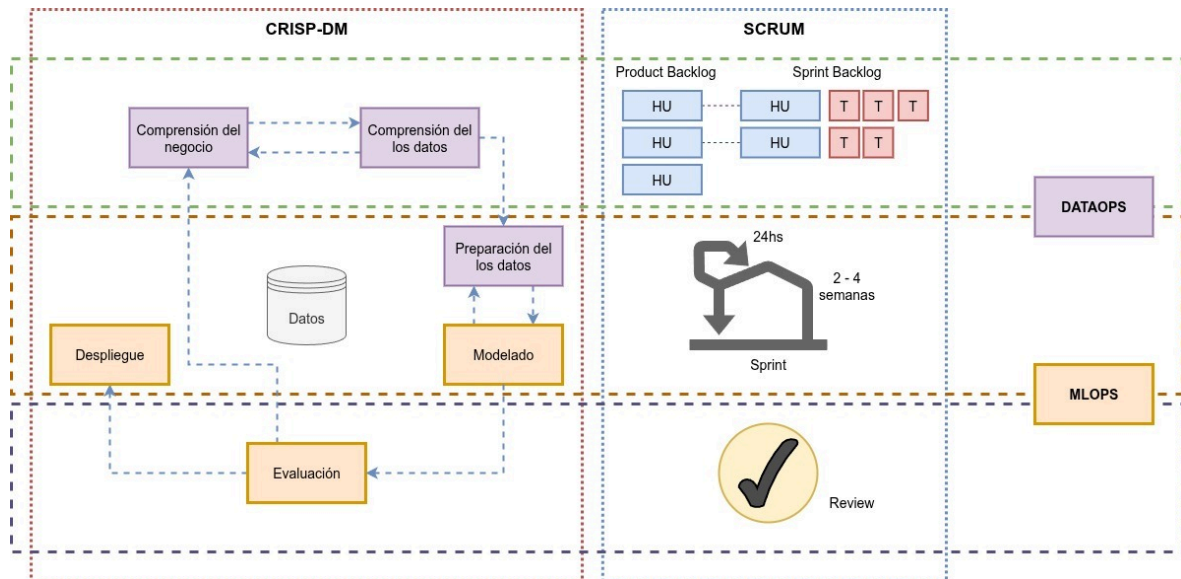 CRISP-DM
SCRUM
Product Backlog
Sprint Backlog
HU
HU
T
T
T
HU
HU
T
T
HU
Comprensión del
negocio
Comprensión del
los datos
DATAOPS
Preparación del
los datos
24hs
2 - 4
semanas
Datos
Despliegue
Modelado
Sprint
MLOPS
Evaluación
Review